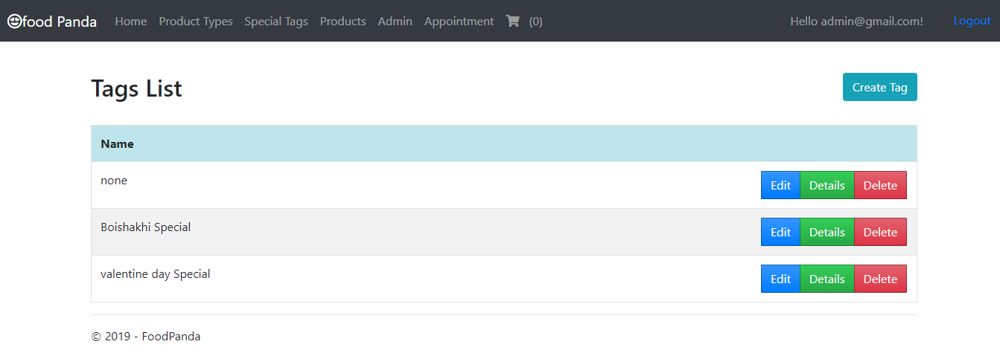 food Panda Home Product Types Special Tags Products Admin Appointment (0) Hello admin@gmail.com! Logout
Tags List Create Tag
Name
none Edit Details Delete
Boishakhi Special Edit Details Delete
valentine day Special Edit Details Delete
© 2019 - FoodPanda